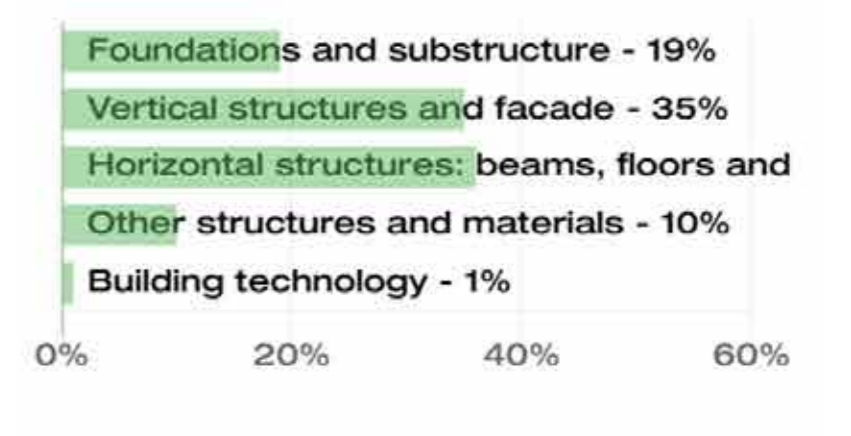 Foundations and substructure - 19%
Vertical structures and facade - 35%
Horizontal structures: beams, floors and
Other structures and materials - 10%
Building technology - 1%
0% 20% 40% 60%